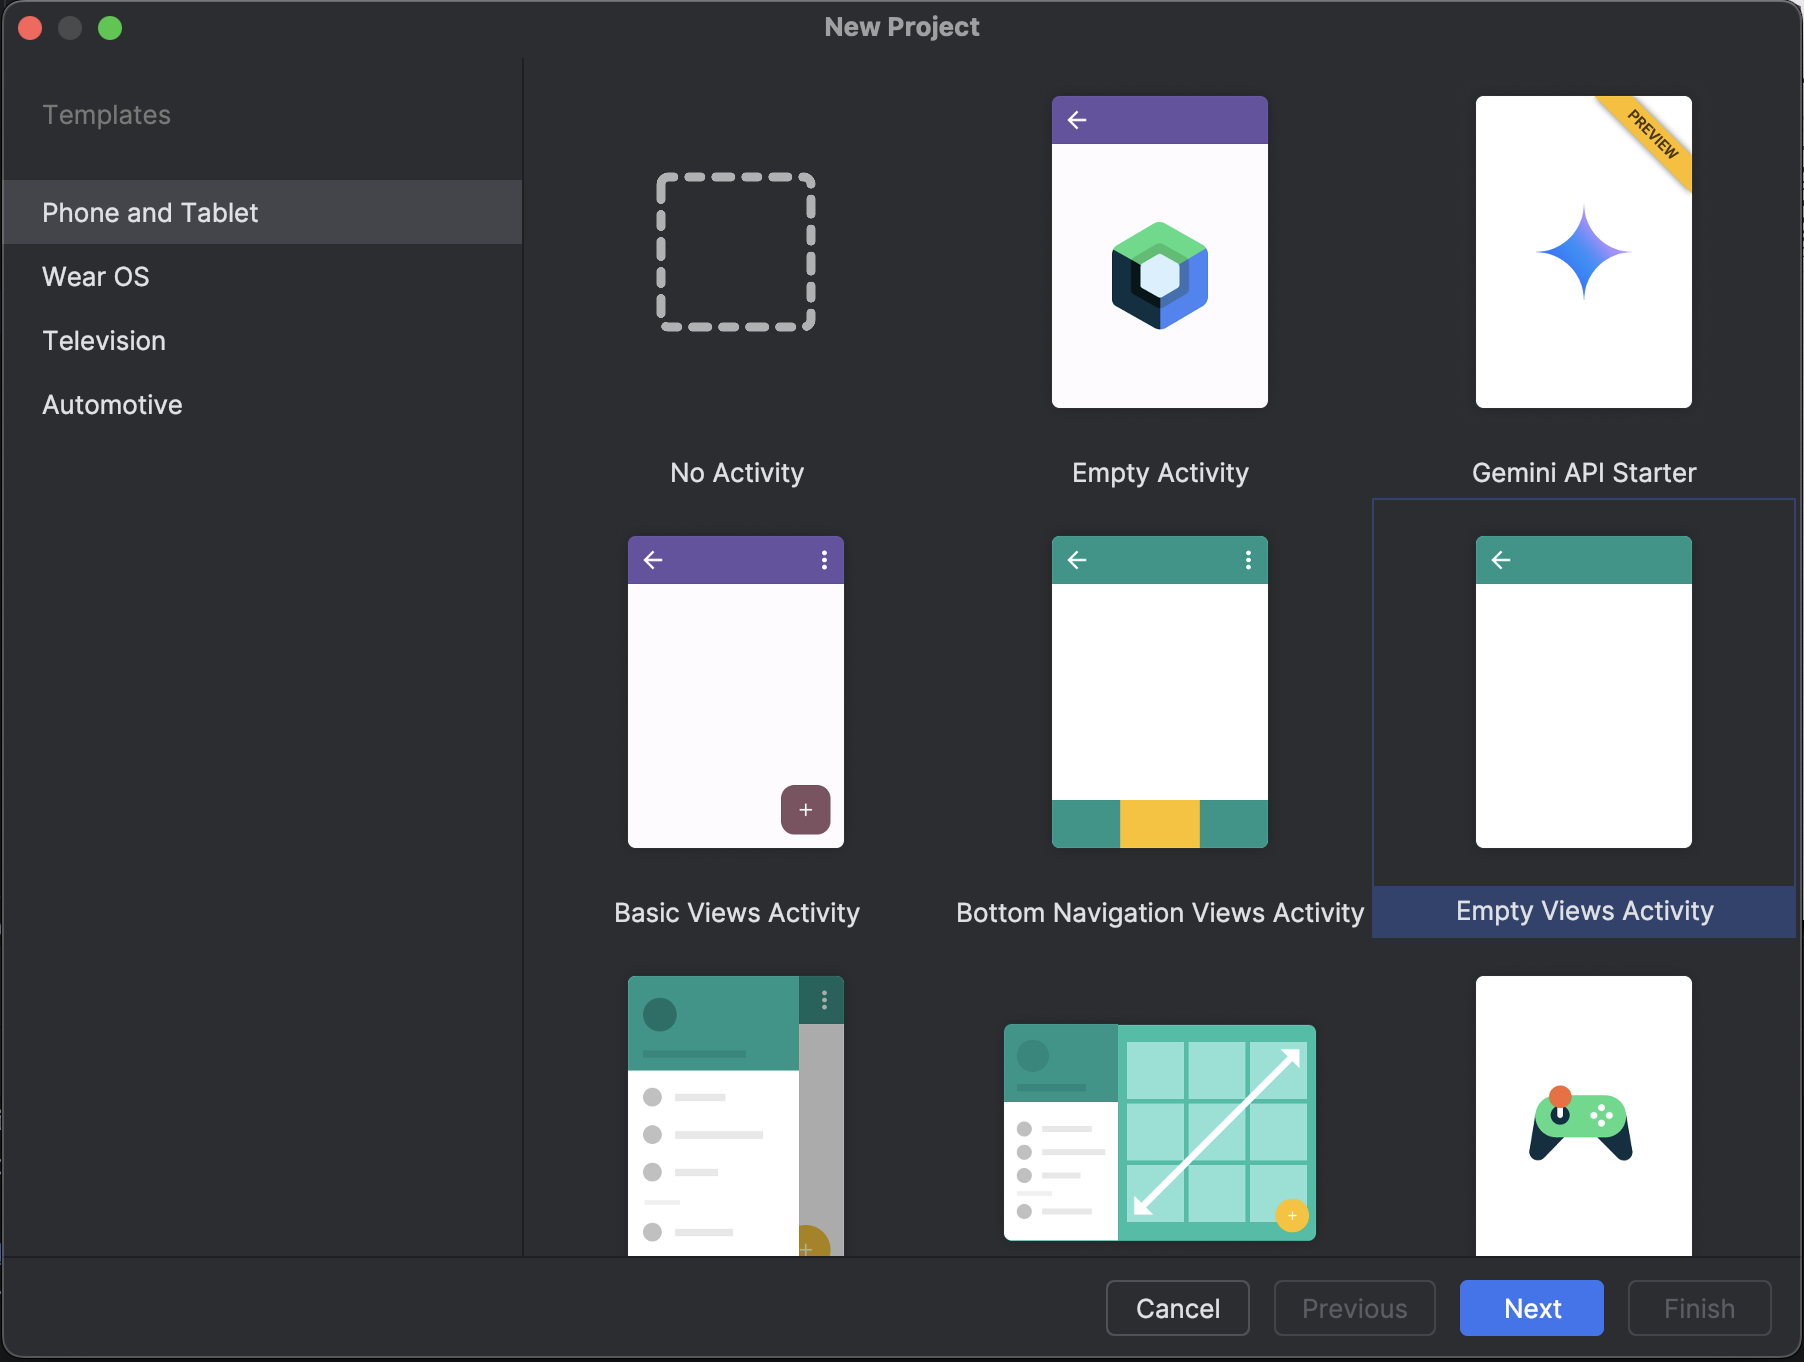 New Project
Templates
Phone and Tablet
Wear OS
Television
Automotive
PREVIEW
No Activity
Empty Activity
Gemini API Starter
Basic Views Activity
Bottom Navigation Views Activity
Empty Views Activity
Cancel
Previous
Next
Finish